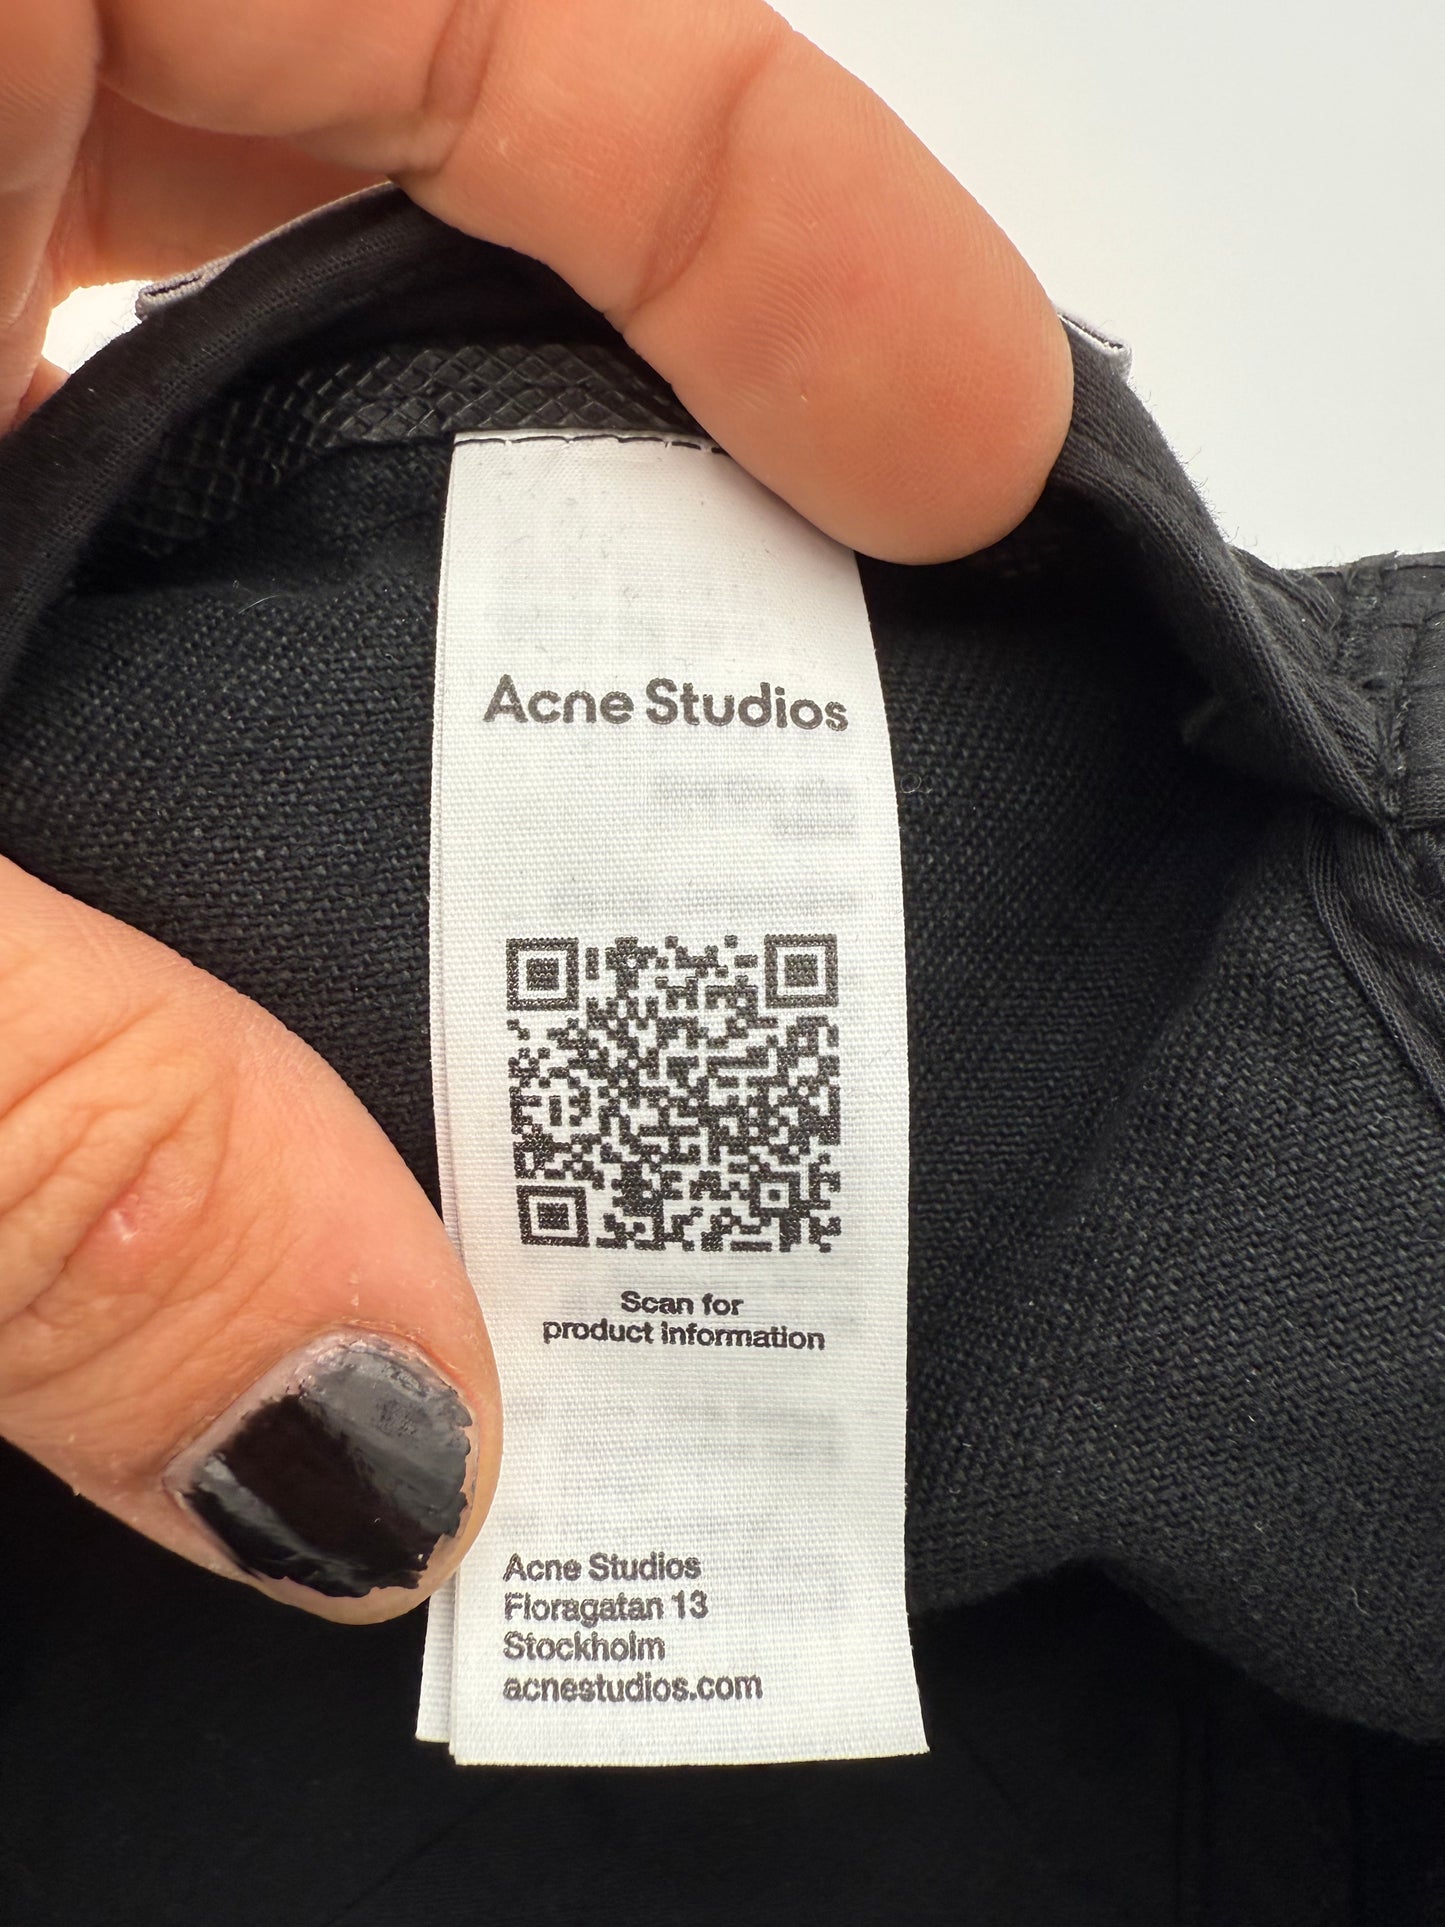 Acne Studios
Scan for
product information
Acne Studios
Floragatan 13
Stockholm
acnestudios.com